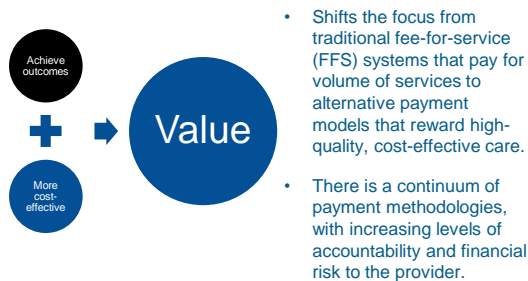 Achieve
outcomes
More
cost-
effective
Value
• Shifts the focus from
traditional fee-for-service
(FFS) systems that pay for
volume of services to
alternative payment
models that reward high-
quality, cost-effective care.
• There is a continuum of
payment methodologies,
with increasing levels of
accountability and financial
risk to the provider.